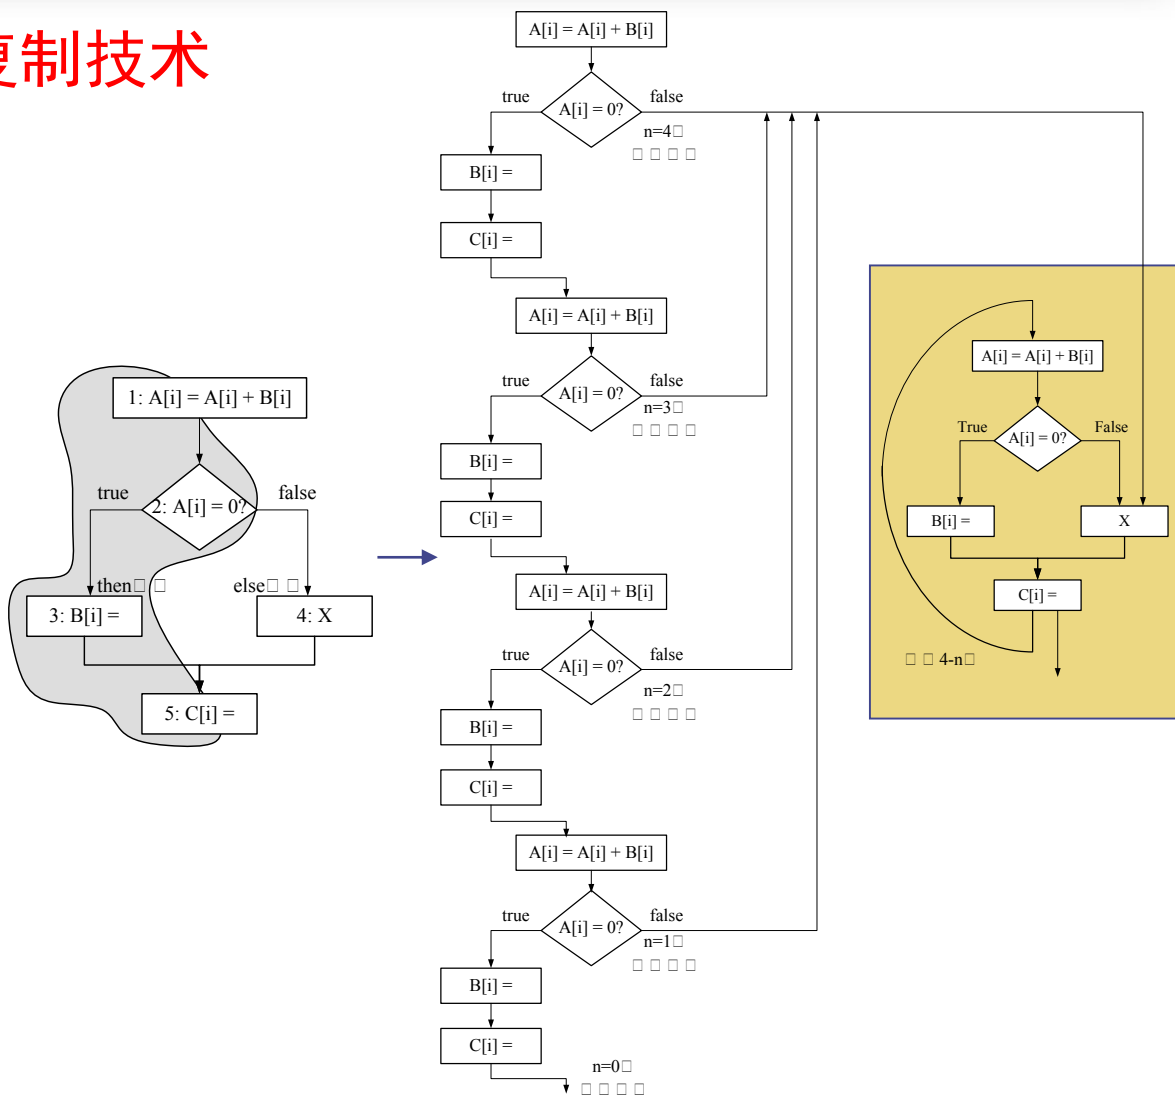 复制技术
A[i] = A[i] + B[i]
true
A[i] = 0?
false
n=4
B[i] =
C[i] =
A[i] = A[i] + B[i]
true
A[i] = 0?
false
n=3
B[i] =
C[i] =
A[i] = A[i] + B[i]
true
A[i] = 0?
false
n=2
B[i] =
C[i] =
A[i] = A[i] + B[i]
true
A[i] = 0?
false
n=1
B[i] =
C[i] =
n=0
1: A[i] = A[i] + B[i]
true
2: A[i] = 0?
false
then
else
3: B[i] =
4: X
5: C[i] =
A[i] = A[i] + B[i]
True
A[i] = 0?
False
B[i] =
X
C[i] =
4-n